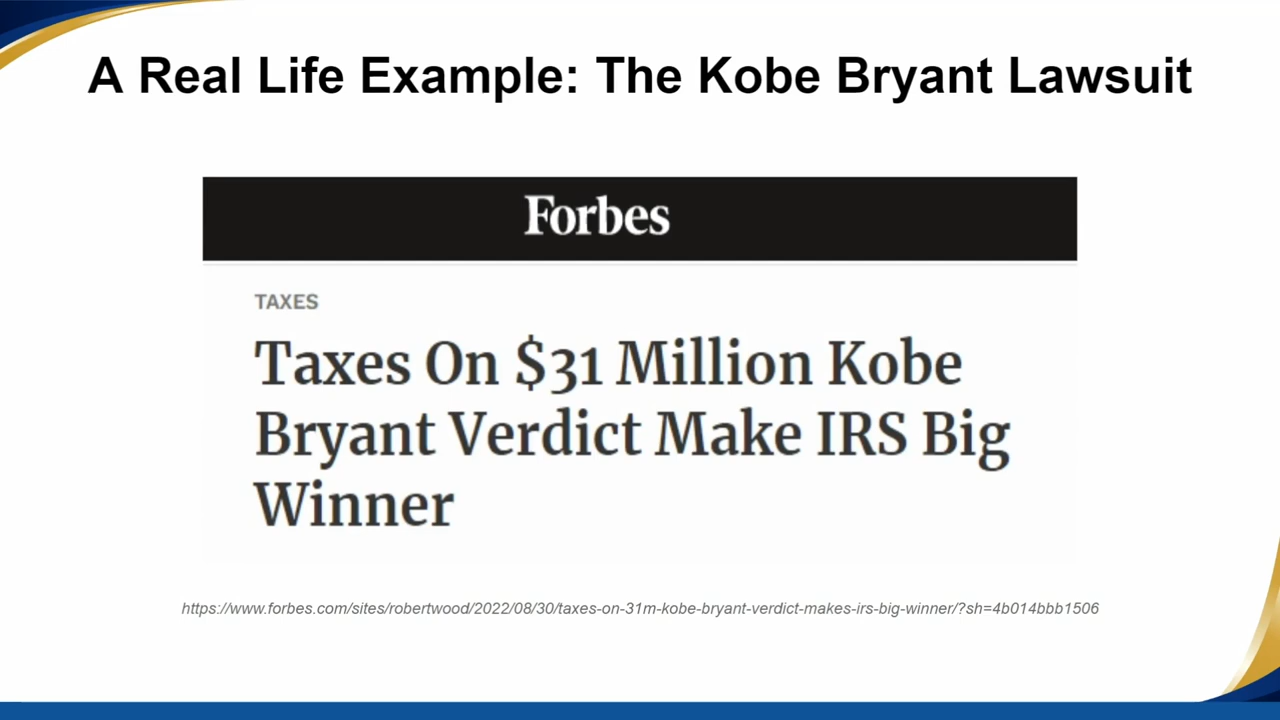 A Real Life Example: The Kobe Bryant Lawsuit
Forbes
TAXES
Taxes On $31 Million Kobe
Bryant Verdict Make IRS Big
Winner
https://www.forbes.com/sites/robertwood/2022/08/30/taxes-on-31m-kobe-bryant-verdict-makes-irs-big-winner/?sh=4b014bbb1506